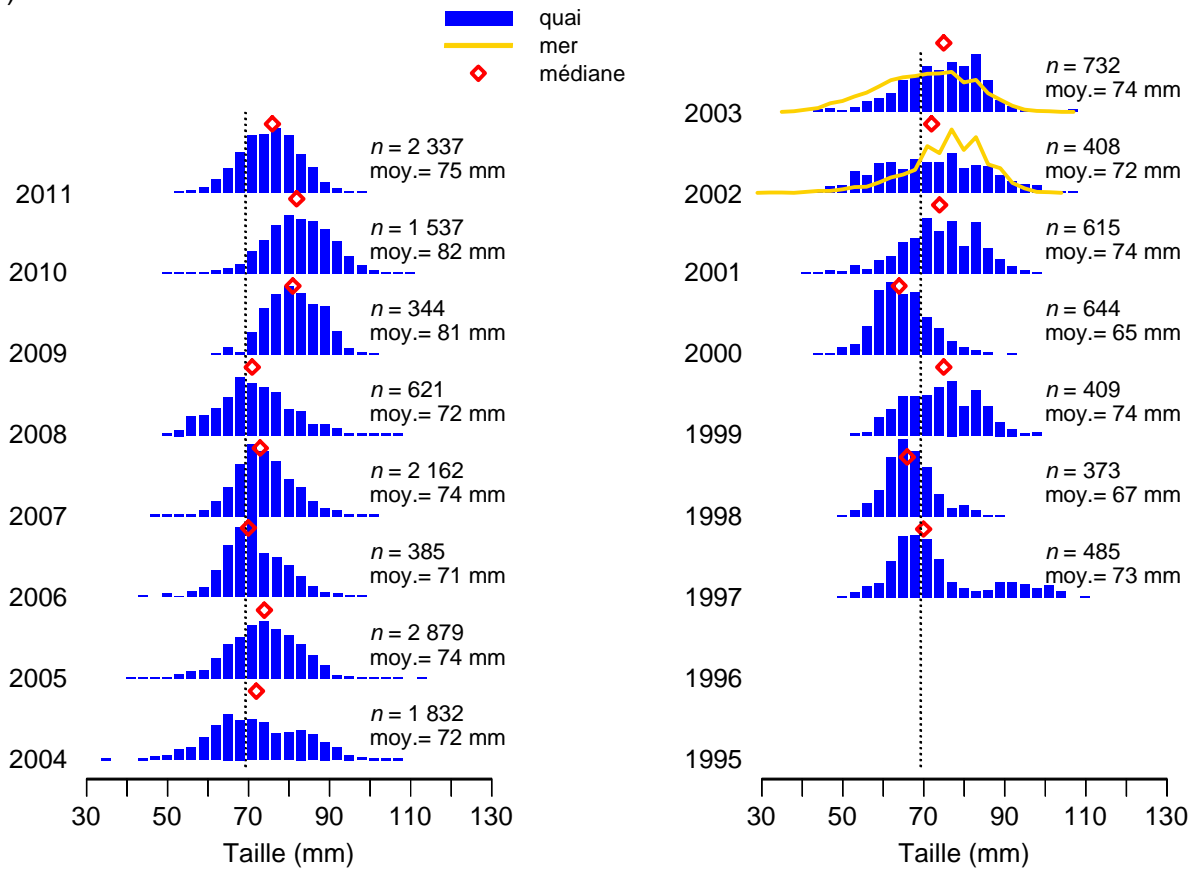 )
quai
mer
médiane
2011
n = 2 337
moy.= 75 mm
2010
n = 1 537
moy.= 82 mm
2009
n = 344
moy.= 81 mm
2008
n = 621
moy.= 72 mm
2007
n = 2 162
moy.= 74 mm
2006
n = 385
moy.= 71 mm
2005
n = 2 879
moy.= 74 mm
2004
n = 1 832
moy.= 72 mm
30 50 70 90 110 130
Taille (mm)
2003
n = 732
moy.= 74 mm
2002
n = 408
moy.= 72 mm
2001
n = 615
moy.= 74 mm
2000
n = 644
moy.= 65 mm
1999
n = 409
moy.= 74 mm
1998
n = 373
moy.= 67 mm
1997
n = 485
moy.= 73 mm
1996
1995
30 50 70 90 110 130
Taille (mm)